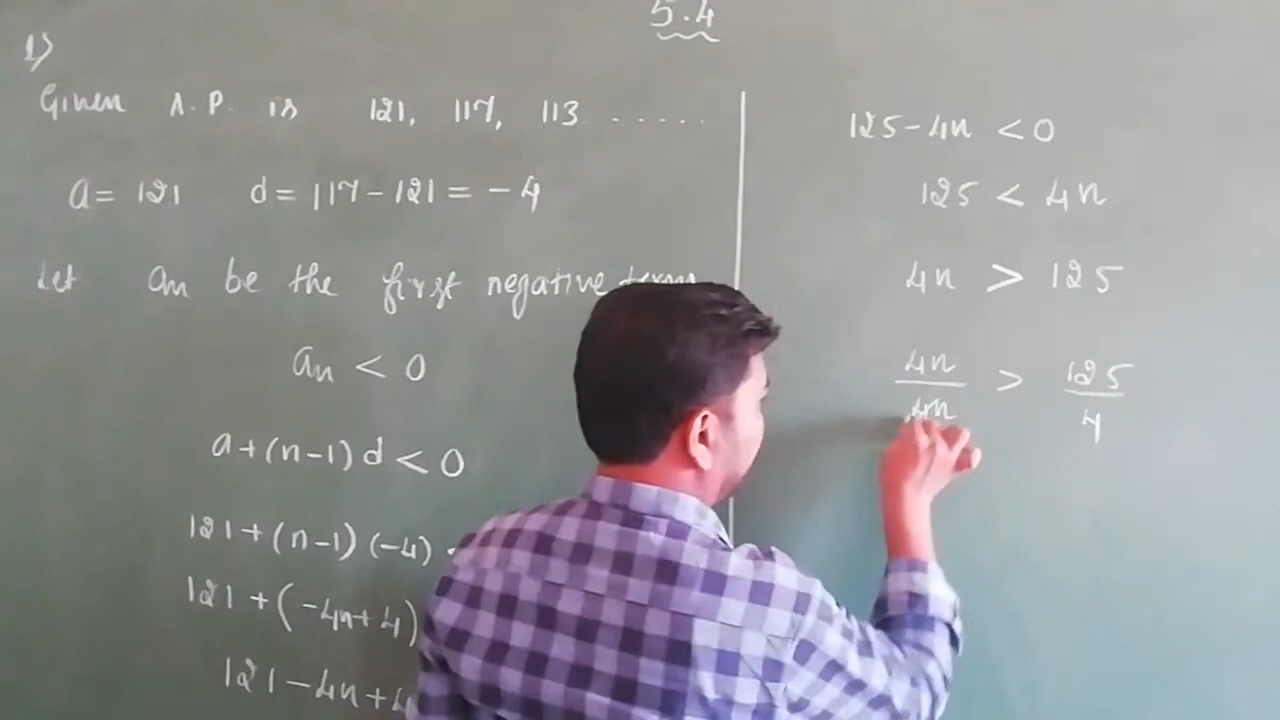 5.4
1)
Given A.P. is 121, 117, 113 ......
a = 121 d = 117 - 121 = -4
Let an be the first negative term
an < 0
a + (n-1) d < 0
121 + (n-1) (-4)
121 + (-4n+4)
121 - 4n + 4
125 - 4n < 0
125 < 4n
4n > 125
4n/4n > 125/4